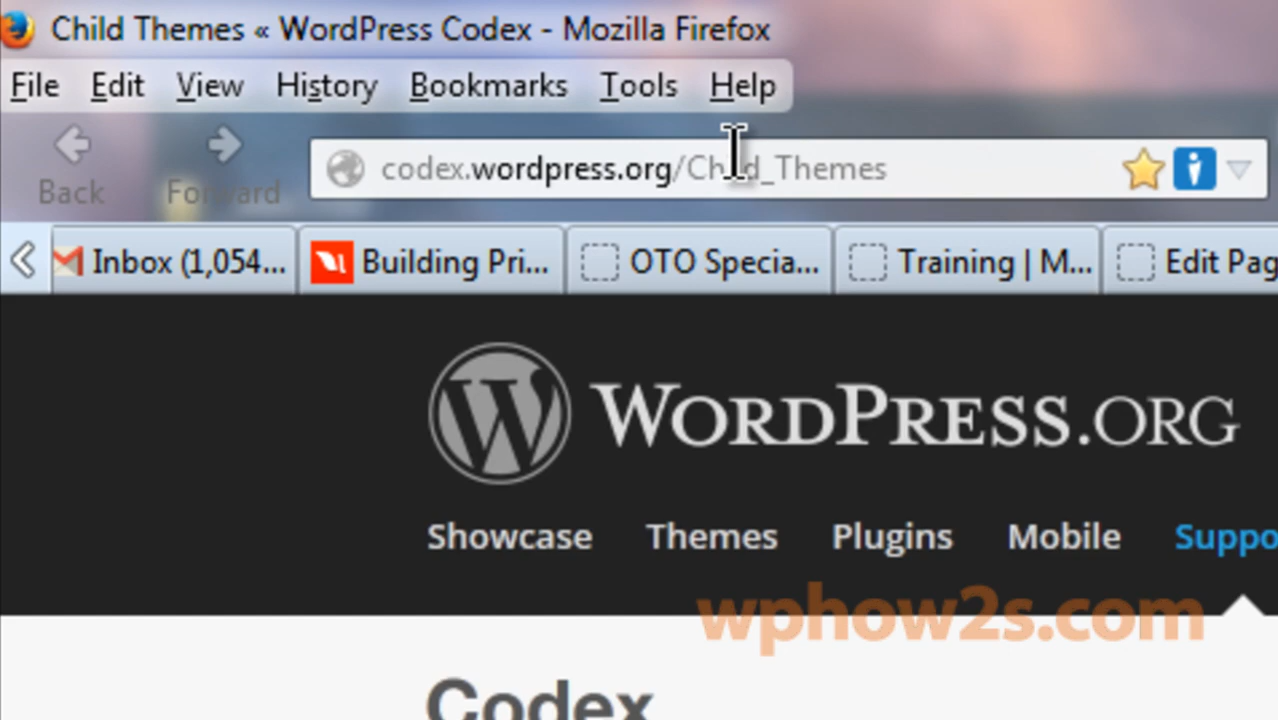 Child Themes « WordPress Codex - Mozilla Firefox
File Edit View History Bookmarks Tools Help
Back Forward codex.wordpress.org/Child_Themes
Inbox (1,054... Building Pri... OTO Specia... Training | M... Edit Pag
WORDPRESS.ORG
Showcase Themes Plugins Mobile Suppo
wphow2s.com
Codex